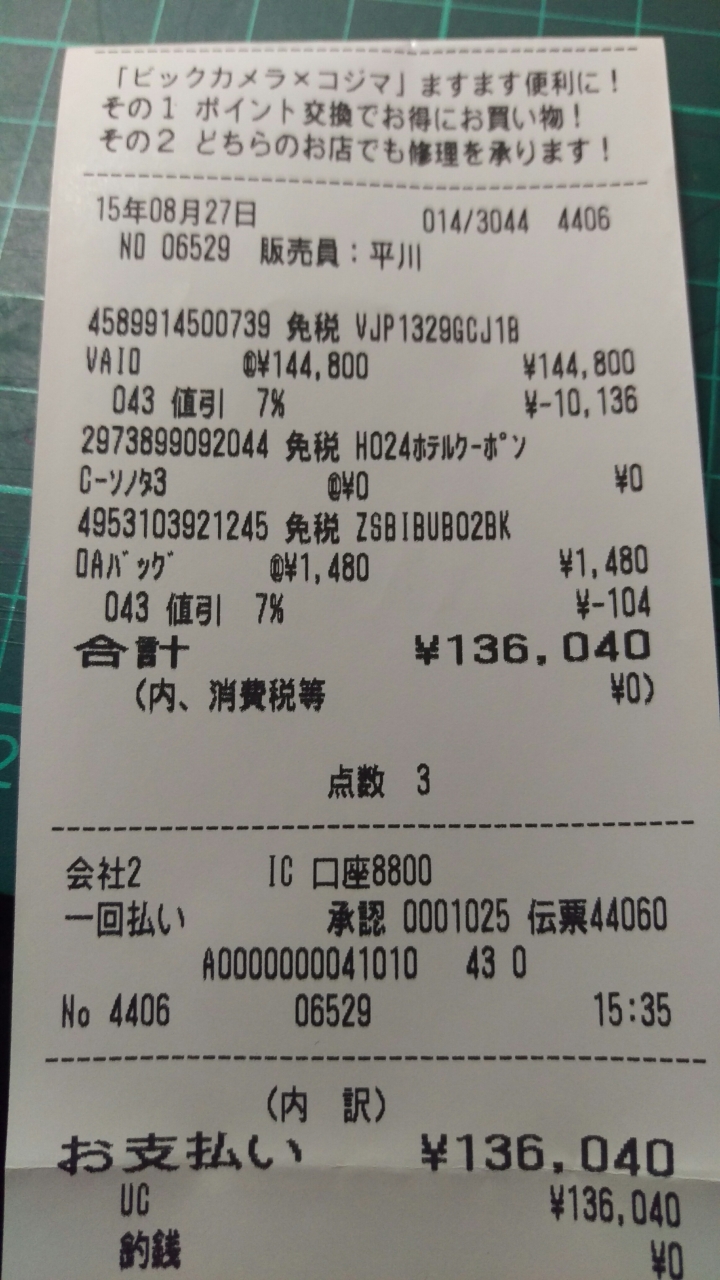 「ビックカメラ×コジマ」ますます便利に!
その1 ポイント交換でお得にお買い物!
その2 どちらのお店でも修理を承ります!
15年08月27日 014/3044 4406
NO 06529 販売員:平川
4589914500739 免税 VJP1329GCJ1B
VAIO @¥144,800 ¥144,800
043 値引 7% ¥-10,136
2973899092044 免税 HO24ホテルクーポン
C-ソノタ3 @¥0 ¥0
4953103921245 免税 ZSBIBUB02BK
OAバッグ @¥1,480 ¥1,480
043 値引 7% ¥-104
合計 ¥136,040
(内、消費税等 ¥0)
点数 3
会社2 IC 口座8800
一回払い 承認 0001025 伝票44060
A0000000041010 43 0
No 4406 06529 15:35
(内 訳)
お支払い ¥136,040
UC ¥136,040
釣銭 ¥0
2